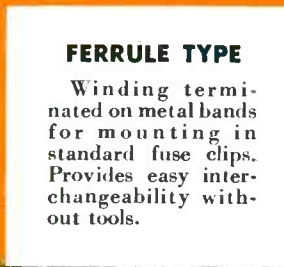 FERRULE TYPE
Winding termi-
nated on metal bands
for mounting in
standard fuse clips.
Provides easy inter-
changeability with-
out tools.